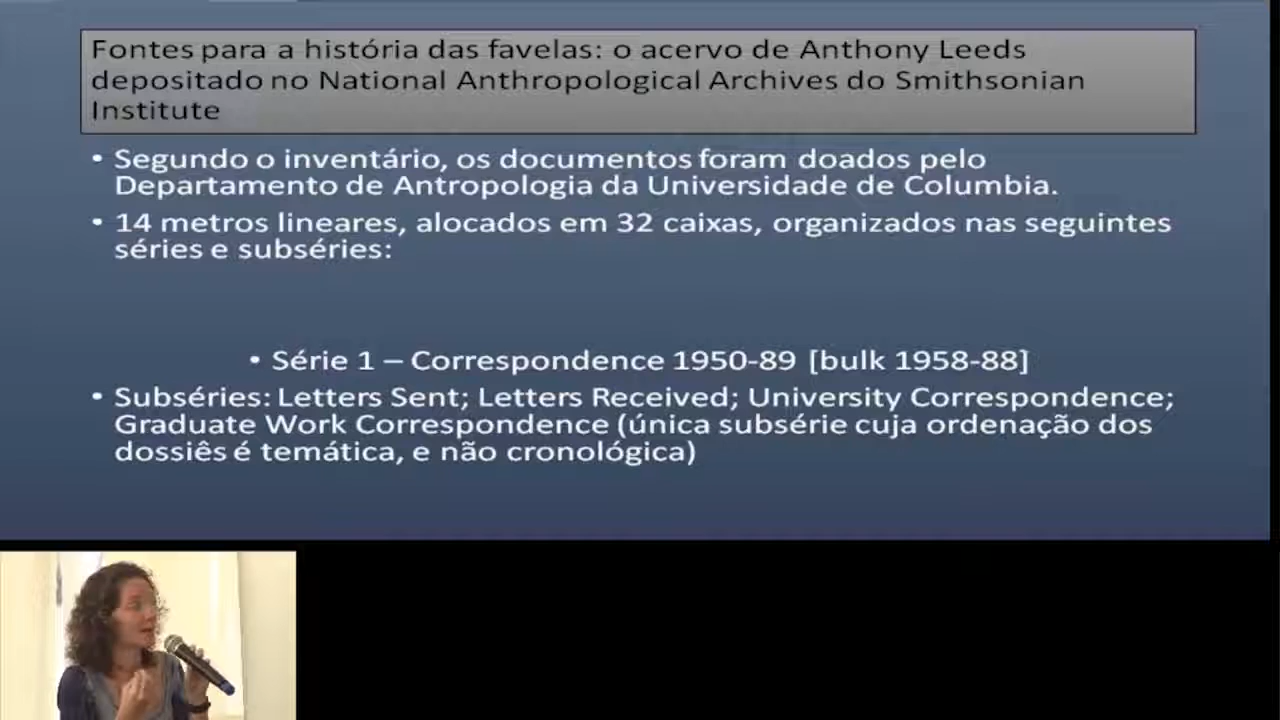 Fontes para a história das favelas: o acervo de Anthony Leeds
depositado no National Anthropological Archives do Smithsonian
Institute
• Segundo o inventário, os documentos foram doados pelo
Departamento de Antropologia da Universidade de Columbia.
• 14 metros lineares, alocados em 32 caixas, organizados nas seguintes
séries e subséries:
• Série 1 – Correspondence 1950-89 [bulk 1958-88]
• Subséries: Letters Sent; Letters Received; University Correspondence;
Graduate Work Correspondence (única subsérie cuja ordenação dos
dossiês é temática, e não cronológica)